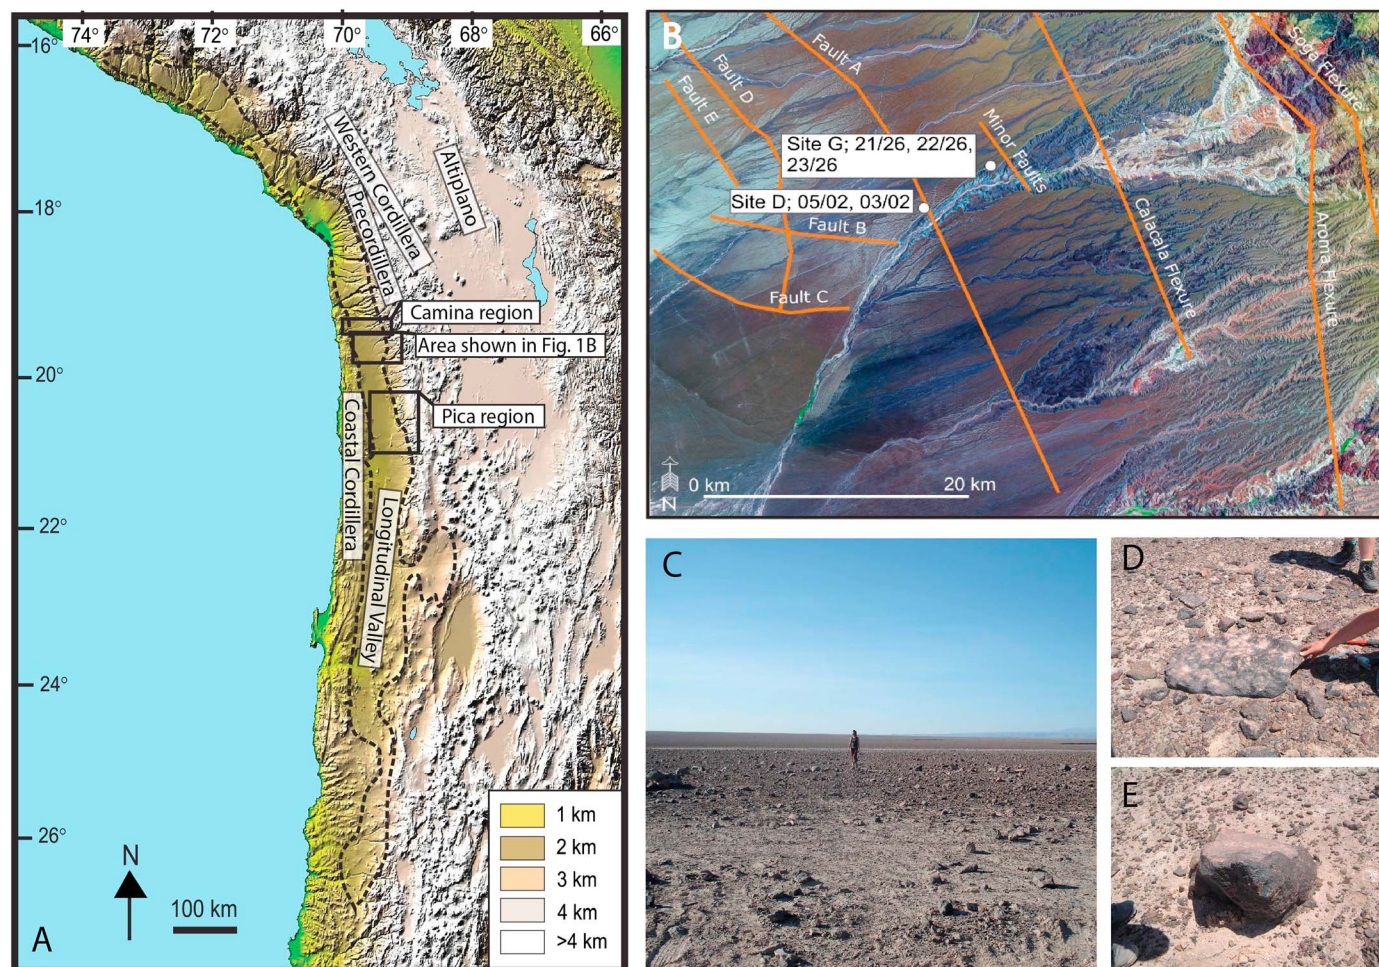 74°
72°
70°
68°
66°
16°
18°
20°
22°
24°
26°
Western Cordillera
Precordillera
Altiplano
Camina region
Area shown in Fig. 1B
Pica region
Coastal Cordillera
Longitudinal Valley
N
100 km
A
1 km
2 km
3 km
4 km
>4 km
B
Fault A
Fault D
Fault E
Soga Flexure
Minor Faults
Site G; 21/26, 22/26,
23/26
Site D; 05/02, 03/02
Fault B
Fault C
Calacala Flexure
Aroma Flexure
N
0 km
20 km
C
D
E